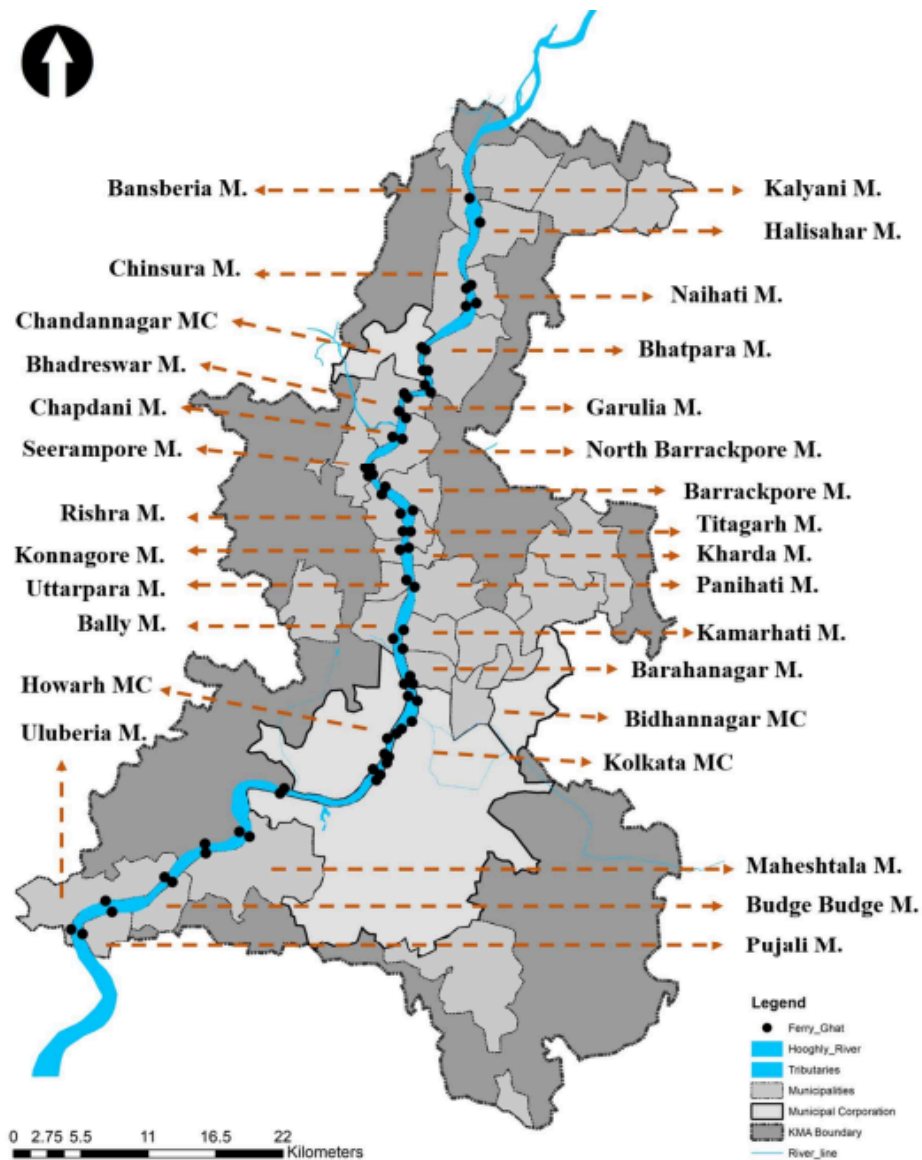 Bansberia M.
Kalyani M.
Halisahar M.
Chinsura M.
Naihati M.
Chandannagar MC
Bhatpara M.
Bhadreswar M.
Chapdani M.
Garulia M.
Seerampore M.
North Barrackpore M.
Barrackpore M.
Rishra M.
Titagarh M.
Konnagore M.
Kharda M.
Uttarpara M.
Panihati M.
Bally M.
Kamarhati M.
Barahanagar M.
Howarh MC
Bidhannagar MC
Uluberia M.
Kolkata MC
Maheshtala M.
Budge Budge M.
Pujali M.
Legend
Ferry_Ghat
Hooghly_River
Tributaries
Municipalities
Municipal Corporation
KMA Boundary
River_line
0 2.75 5.5 11 16.5 22
Kilometers